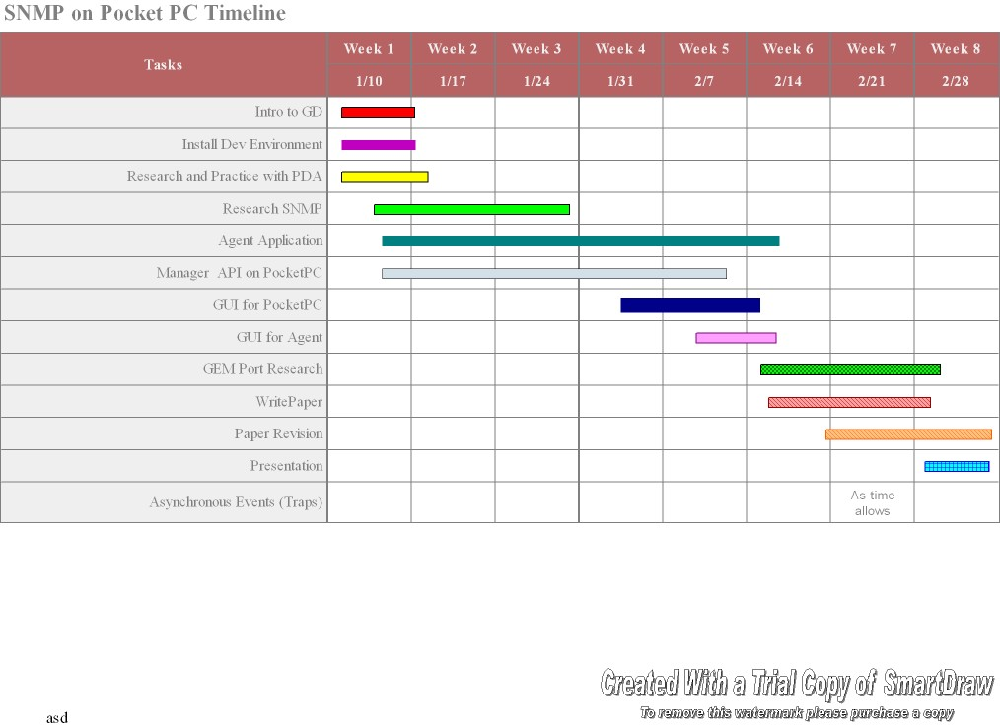 SNMP on Pocket PC Timeline
Tasks
Week 1 Week 2 Week 3 Week 4 Week 5 Week 6 Week 7 Week 8
1/10 1/17 1/24 1/31 2/7 2/14 2/21 2/28
Intro to GD
Install Dev Environment
Research and Practice with PDA
Research SNMP
Agent Application
Manager API on PocketPC
GUI for PocketPC
GUI for Agent
GEM Port Research
WritePaper
Paper Revision
Presentation
Asynchronous Events (Traps)
As time
allows
Created With a Trial Copy of SmartDraw
To remove this watermark please purchase a copy
asd